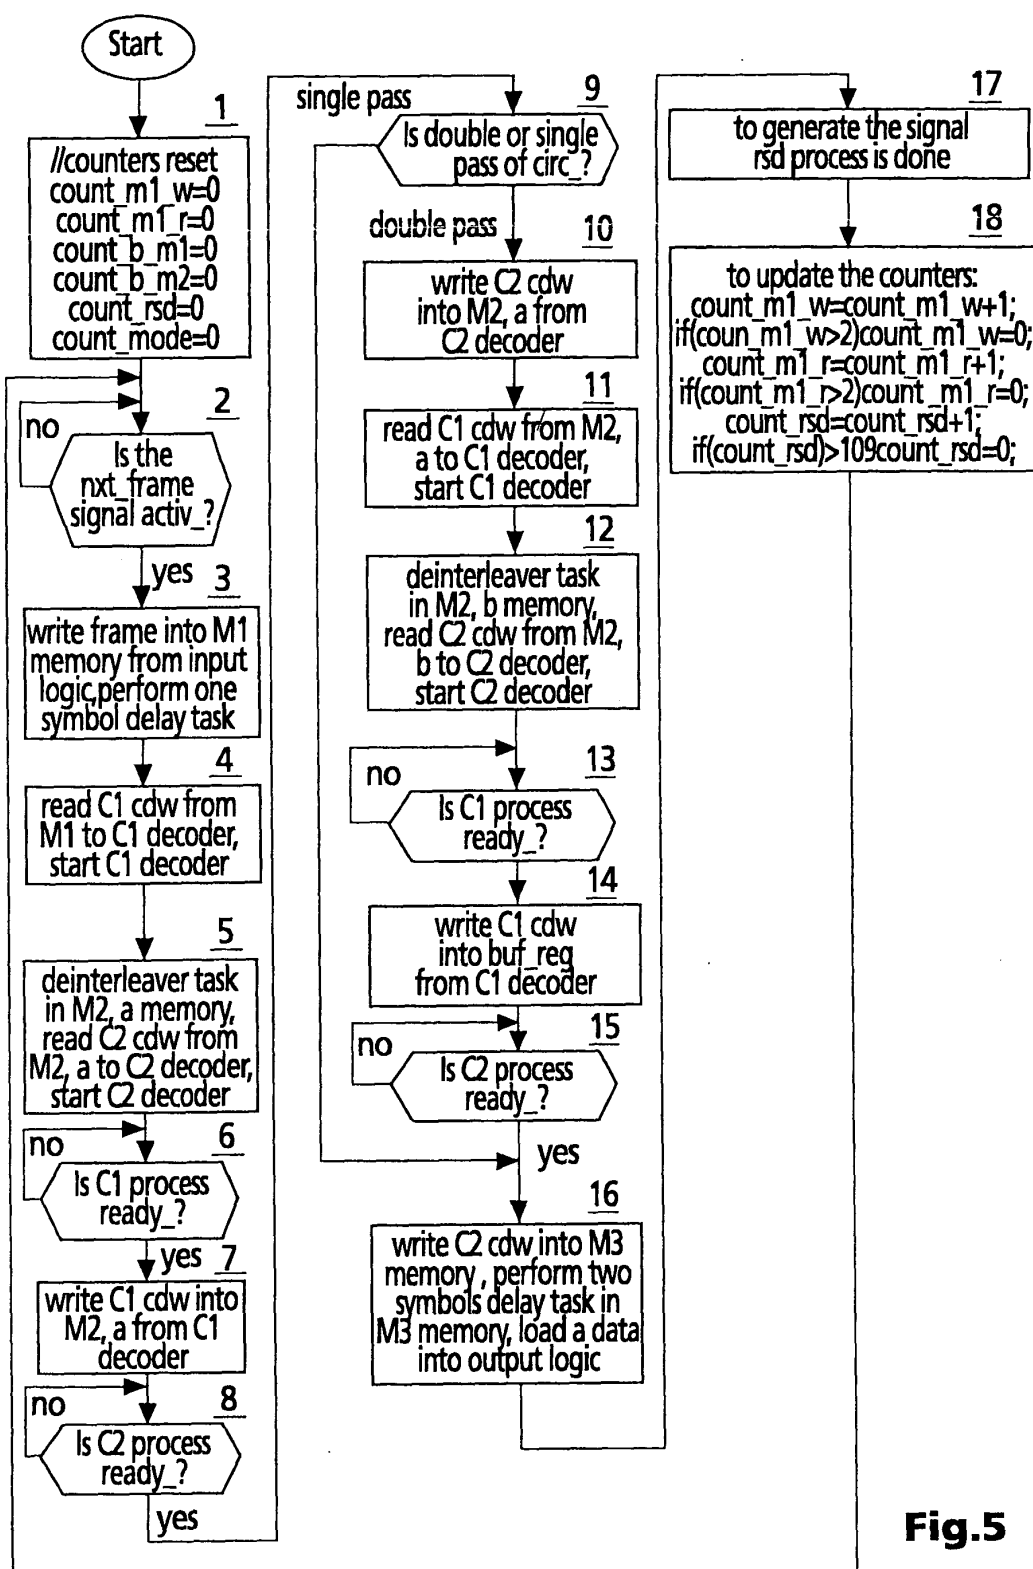 Start
1
//counters reset
count_m1_w=0
count_m1_r=0
count_b_m1=0
count_b_m2=0
count_rsd=0
count_mode=0
2
no
Is the
nxt_frame
signal activ_?
yes
3
write frame into M1
memory from input
logic,perform one
symbol delay task
4
read C1 cdw from
M1 to C1 decoder,
start C1 decoder
5
deinterleaver task
in M2, a memory,
read C2 cdw from
M2, a to C2 decoder,
start C2 decoder
no
6
Is C1 process
ready_?
yes
7
write C1 cdw into
M2, a from C1
decoder
no
8
Is C2 process
ready_?
yes
single pass
9
Is double or single
pass of circ_?
double pass
10
write C2 cdw
into M2, a from
C2 decoder
11
read C1 cdw from M2,
a to C1 decoder,
start C1 decoder
12
deinterleaver task
in M2, b memory,
read C2 cdw from M2,
b to C2 decoder,
start C2 decoder
no
13
Is C1 process
ready_?
14
write C1 cdw
into buf_reg
from C1 decoder
no
15
Is C2 process
ready_?
yes
16
write C2 cdw into M3
memory, perform two
symbols delay task in
M3 memory, load a data
into output logic
17
to generate the signal
rsd process is done
18
to update the counters:
count_m1_w=count_m1_w+1;
if(coun_m1_w>2)count_m1_w=0;
count_m1_r=count_m1_r+1;
if(count_m1_r>2)count_m1_r=0;
count_rsd=count_rsd+1;
if(count_rsd)>109count_rsd=0;
Fig.5